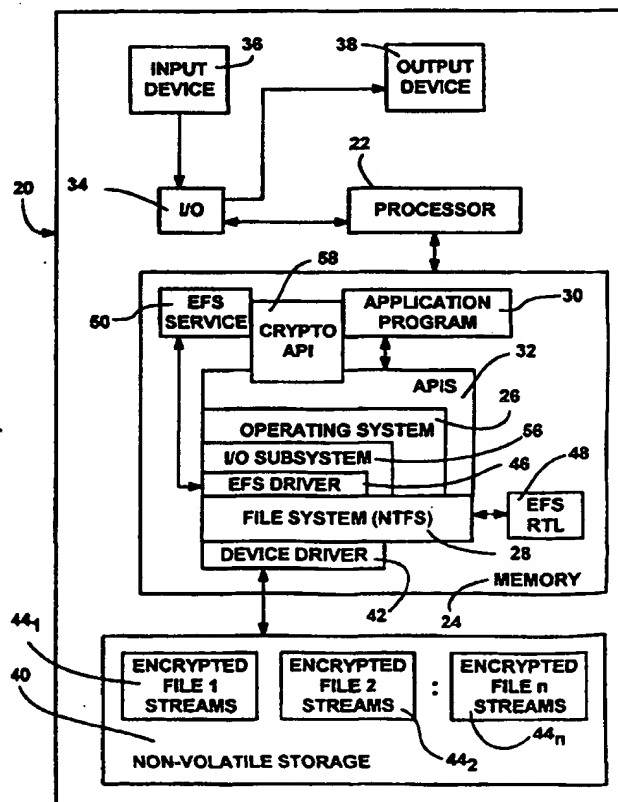 36
38
INPUT
DEVICE
OUTPUT
DEVICE
22
34
20
I/O
PROCESSOR
58
50
EFS
SERVICE
CRYPTO
API
APPLICATION
PROGRAM
30
APIS
32
26
OPERATING SYSTEM
56
I/O SUBSYSTEM
46
48
EFS DRIVER
EFS
RTL
FILE SYSTEM (NTFS)
28
DEVICE DRIVER
MEMORY
42
24
44₁
40
ENCRYPTED
FILE 1
STREAMS
ENCRYPTED
FILE 2
STREAMS
:
ENCRYPTED
FILE n
STREAMS
44₂
44ₙ
NON-VOLATILE STORAGE